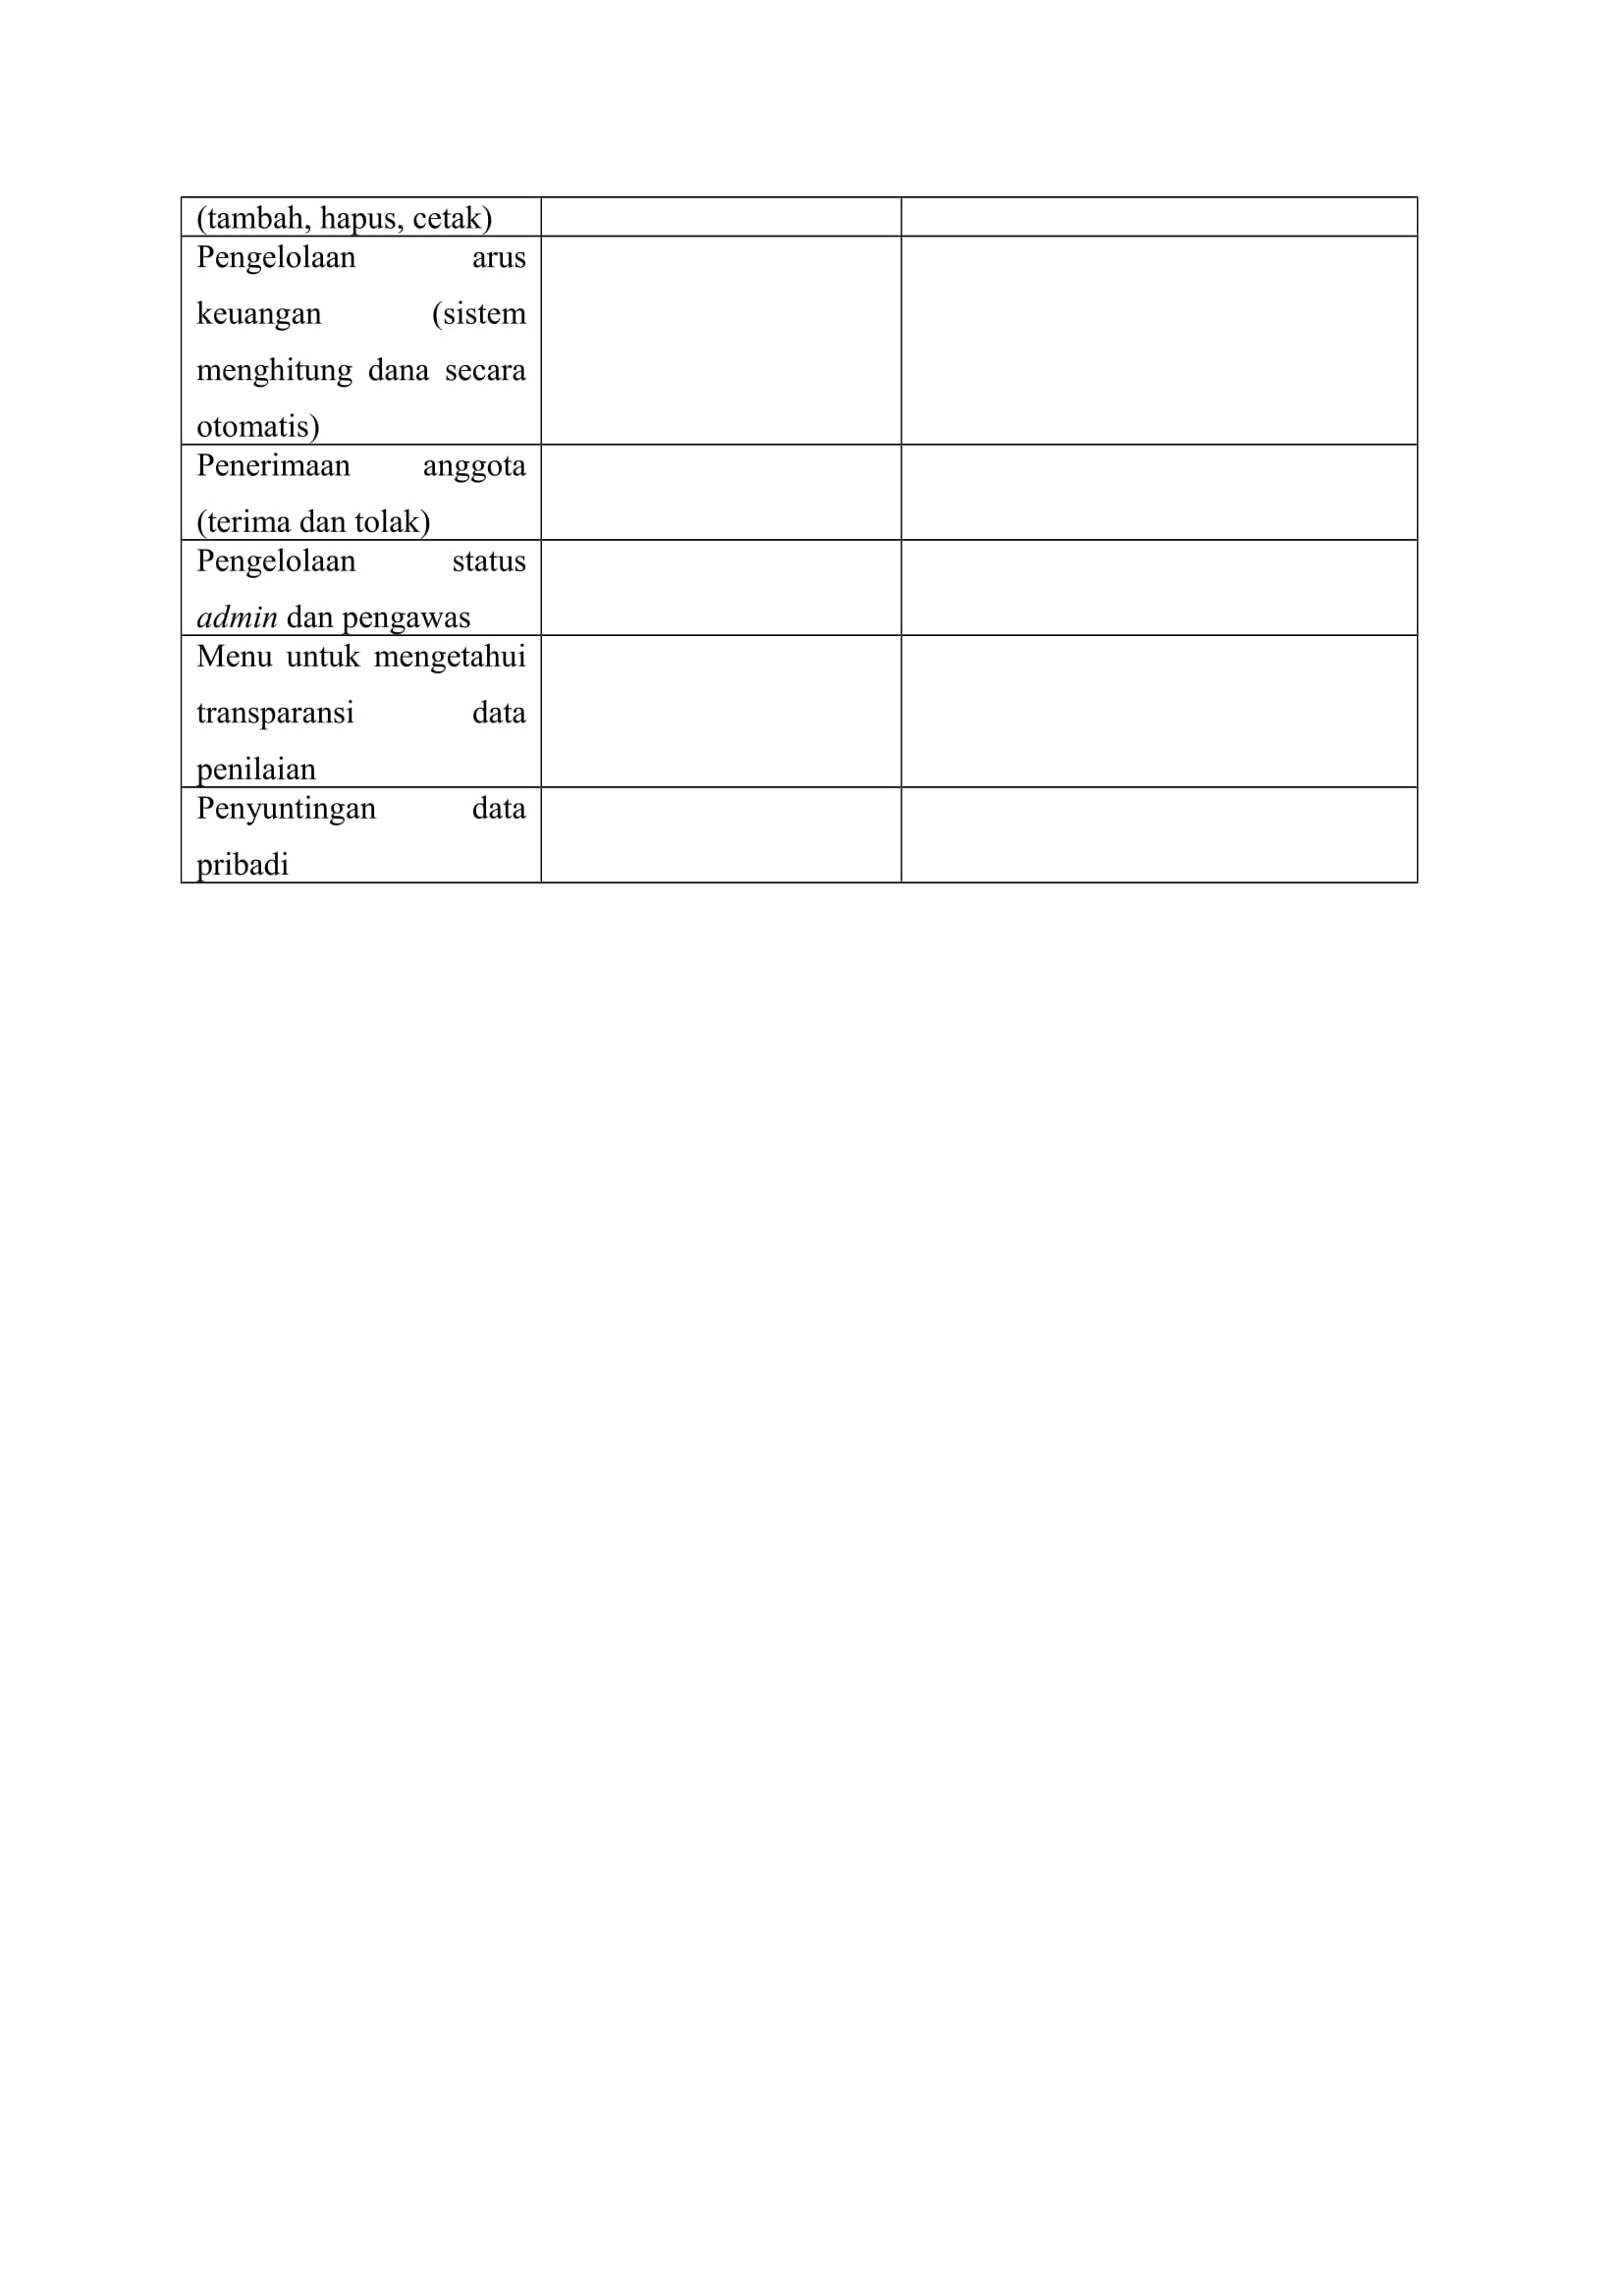 (tambah, hapus, cetak)
Pengelolaan arus
keuangan (sistem
menghitung dana secara
otomatis)
Penerimaan anggota
(terima dan tolak)
Pengelolaan status
admin dan pengawas
Menu untuk mengetahui
transparansi data
penilaian
Penyuntingan data
pribadi